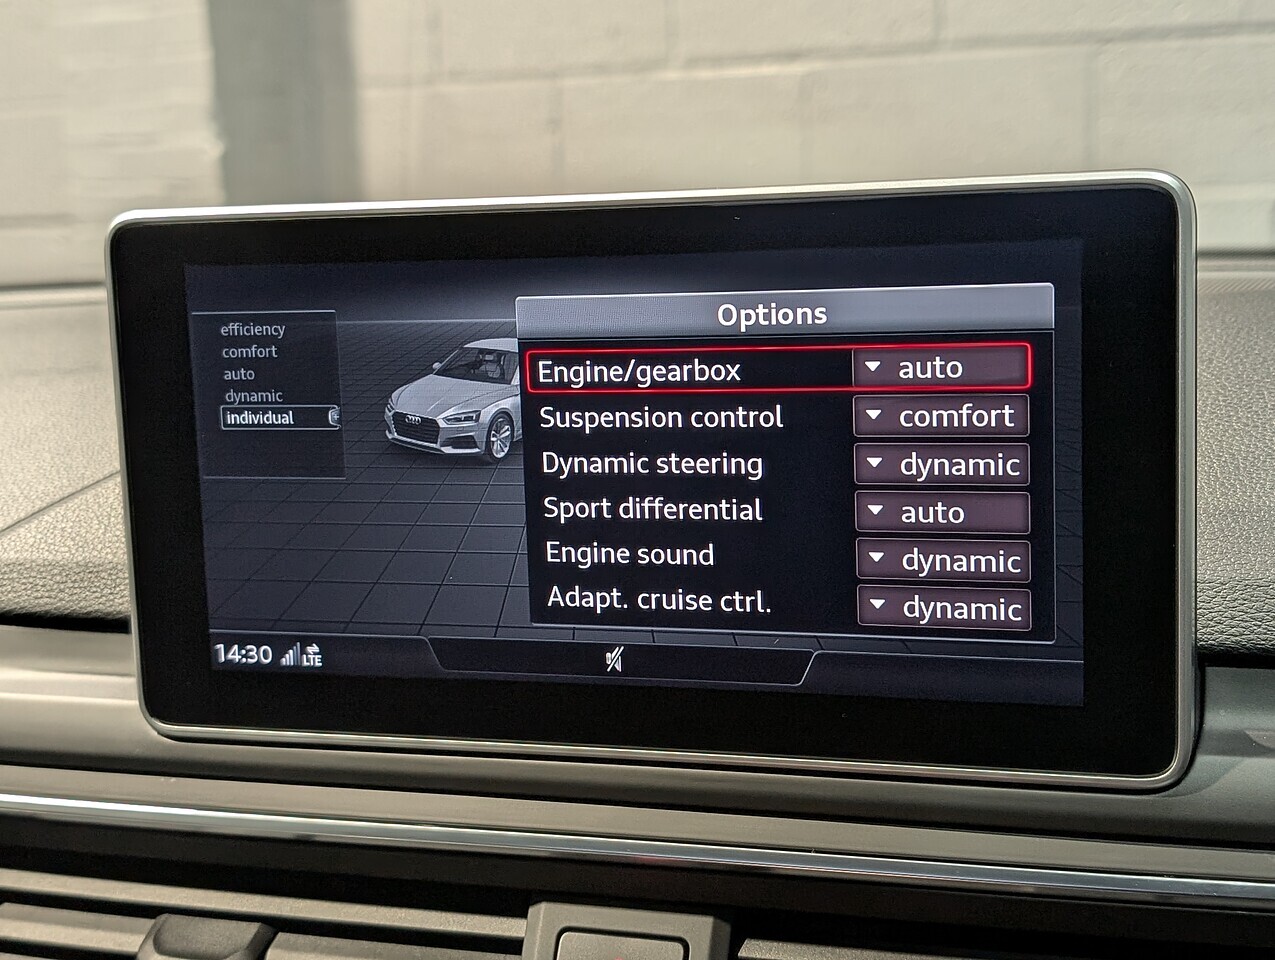 efficiency
comfort
auto
dynamic
individual
Options
Engine/gearbox auto
Suspension control comfort
Dynamic steering dynamic
Sport differential auto
Engine sound dynamic
Adapt. cruise ctrl. dynamic
14:30 LTE